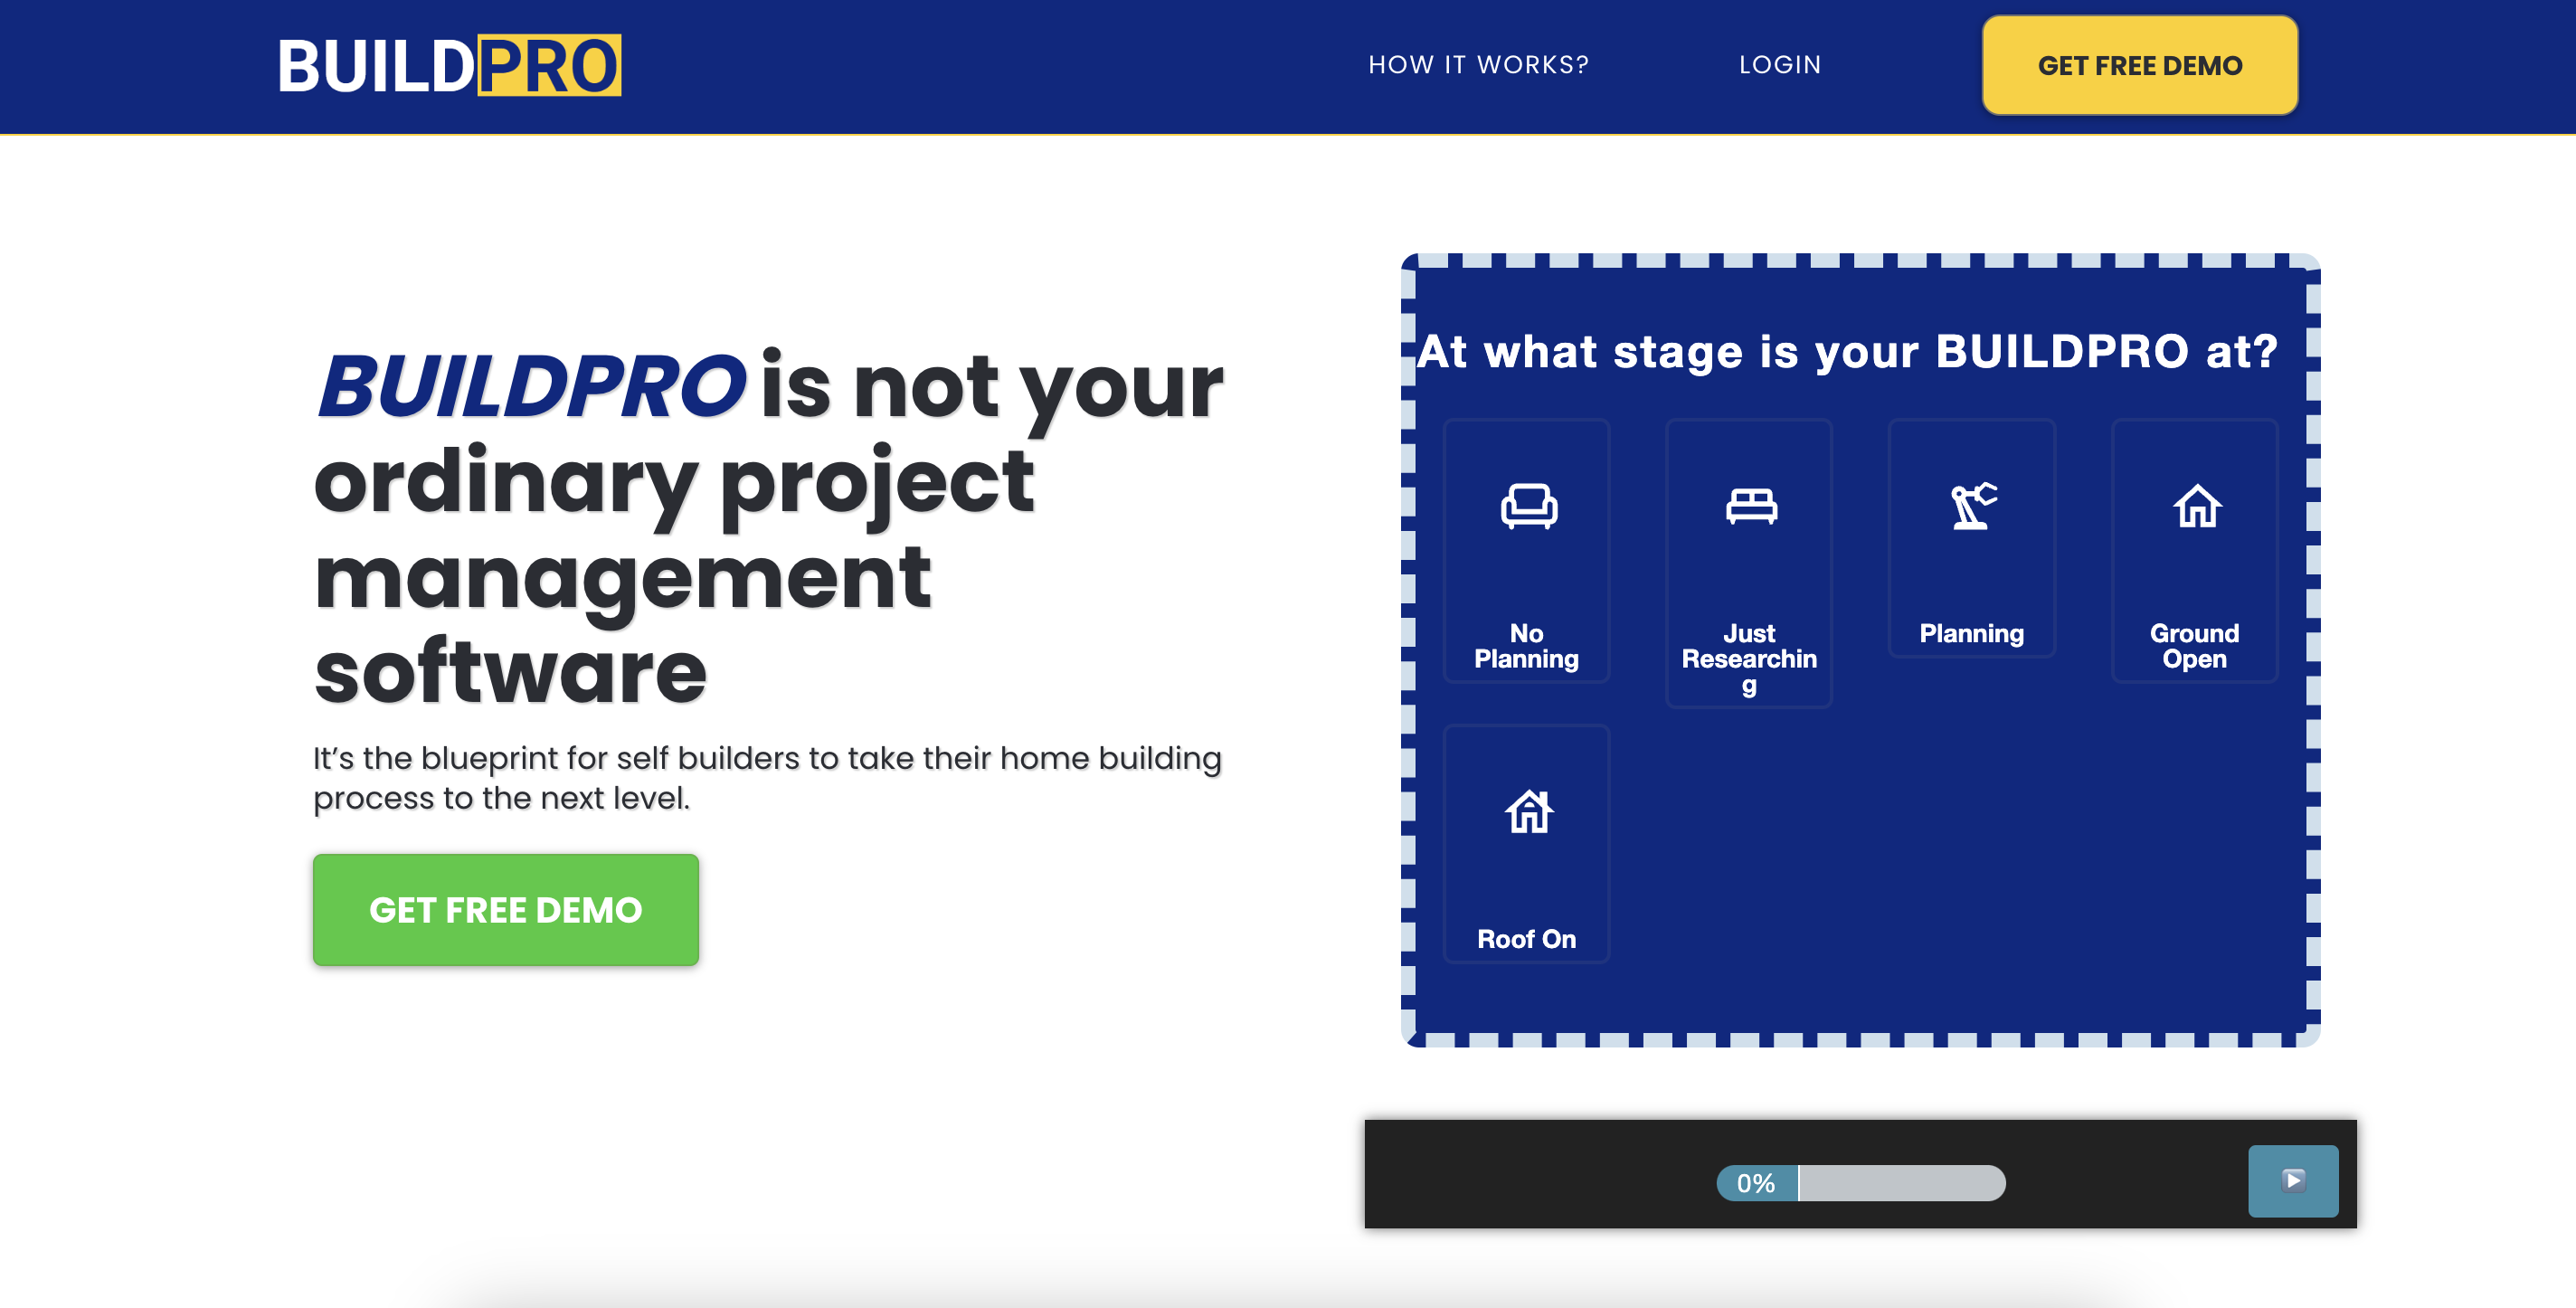 BUILDPRO
HOW IT WORKS?
LOGIN
GET FREE DEMO
BUILDPRO is not your
ordinary project
management
software
It’s the blueprint for self builders to take their home building
process to the next level.
GET FREE DEMO
At what stage is your BUILDPRO at?
No
Planning
Just
Researchin
g
Planning
Ground
Open
Roof On
0%